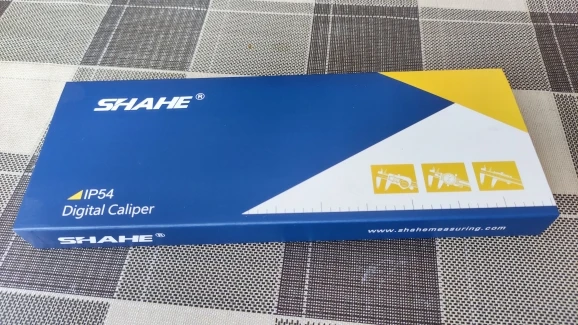 SHAHE®
IP54
Digital Caliper
SHAHE®
www.shahemeasuring.com